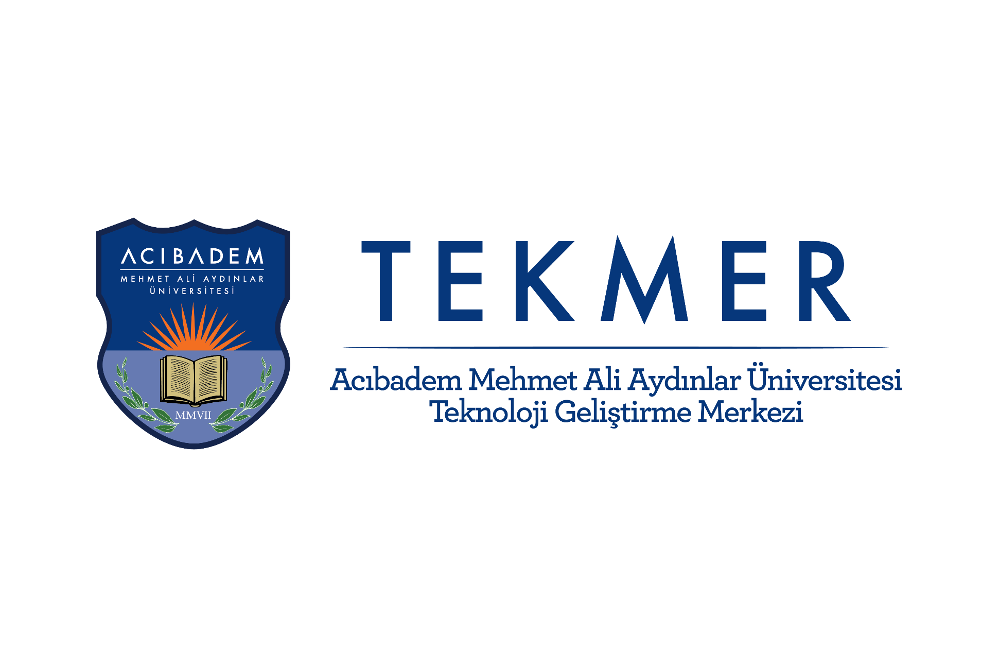 ACIBADEM
MEHMET ALİ AYDINLAR
ÜNİVERSİTESİ
MMVII
TEKMER
Acıbadem Mehmet Ali Aydınlar Üniversitesi
Teknoloji Geliştirme Merkezi